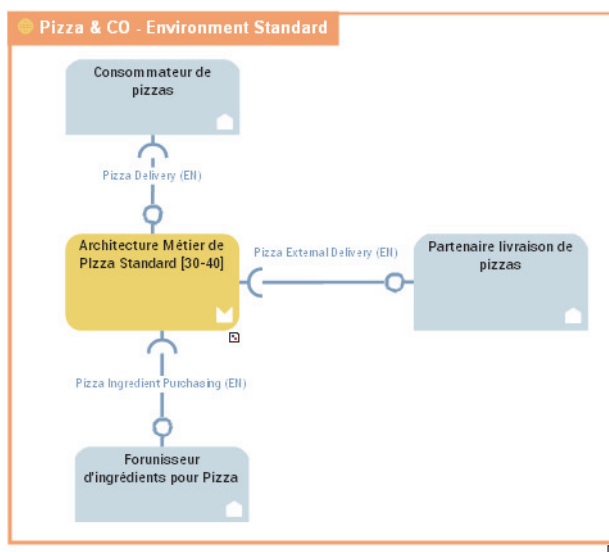 Pizza & CO - Environment Standard
Consommateur de
pizzas
Pizza Delivery (EN)
Architecture Métier de
PIzza Standard [30-40]
Pizza External Delivery (EN)
Partenaire livraison de
pizzas
Pizza Ingredient Purchasing (EN)
Forunisseur
d'ingrédients pour Pizza